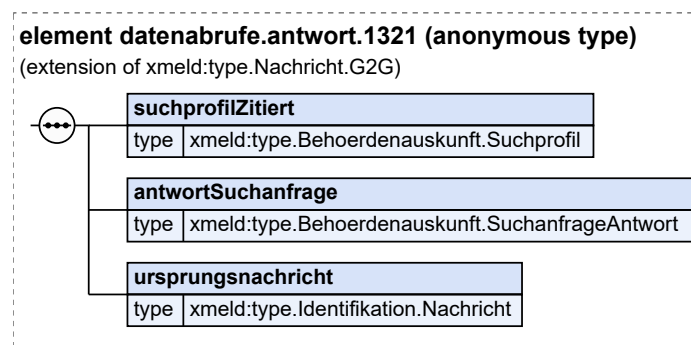 element datenabrufe.antwort.1321 (anonymous type)
(extension of xmeld:type.Nachricht.G2G)
suchprofilZitiert
type xmeld:type.Behoerdenauskunft.Suchprofil
antwortSuchanfrage
type xmeld:type.Behoerdenauskunft.SuchanfrageAntwort
ursprungsnachricht
type xmeld:type.Identifikation.Nachricht